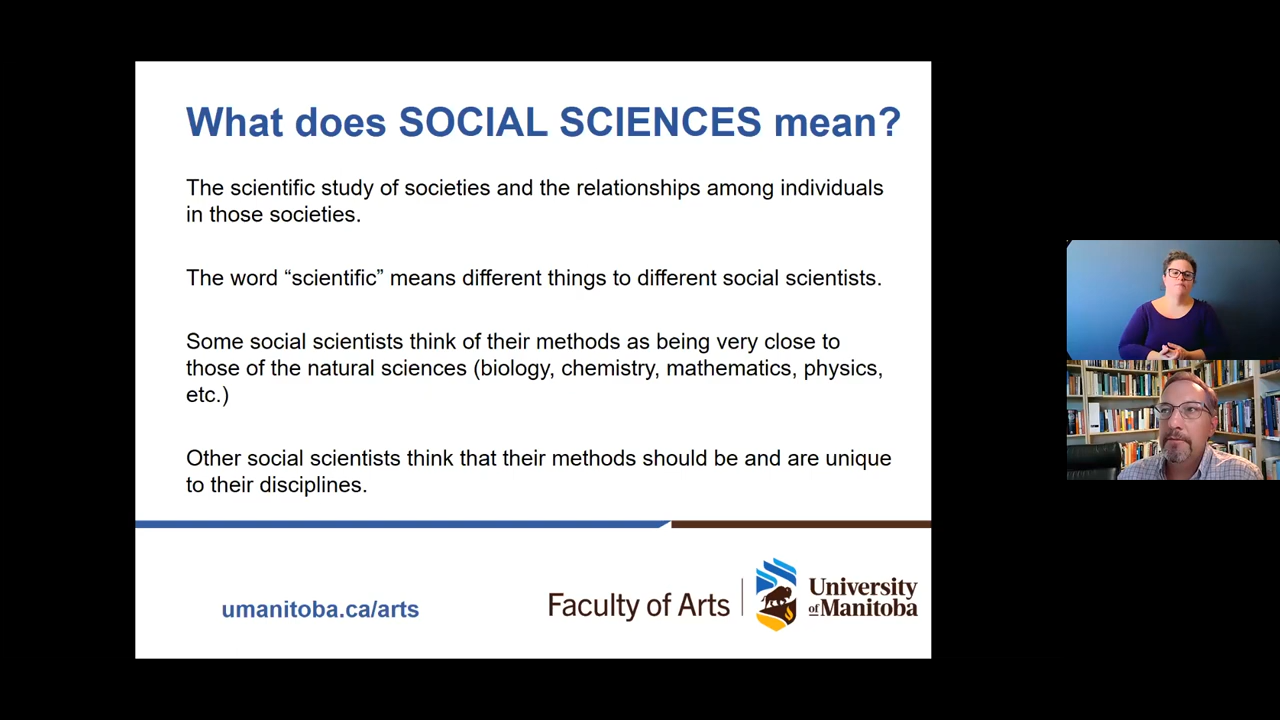 What does SOCIAL SCIENCES mean?
The scientific study of societies and the relationships among individuals
in those societies.
The word “scientific” means different things to different social scientists.
Some social scientists think of their methods as being very close to
those of the natural sciences (biology, chemistry, mathematics, physics,
etc.)
Other social scientists think that their methods should be and are unique
to their disciplines.
umanitoba.ca/arts
Faculty of Arts
University
of Manitoba